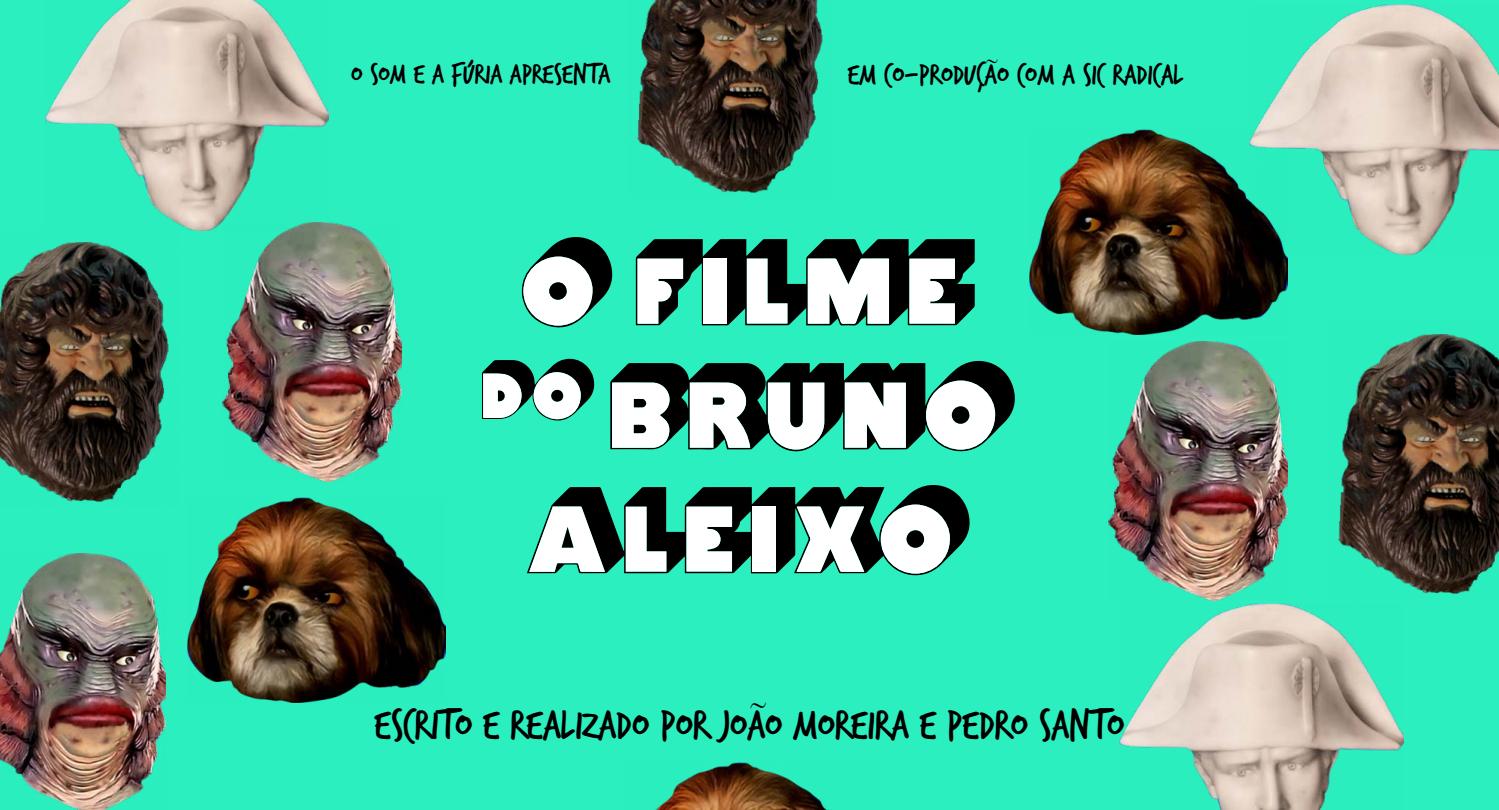 O SOM E A FÚRIA APRESENTA
EM CO-PRODUÇÃO COM A SIC RADICAL
O FILME
DO BRUNO
ALEIXO
ESCRITO E REALIZADO POR JOÃO MOREIRA E PEDRO SANTO